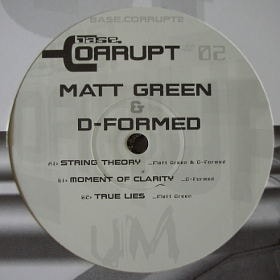 BASE.CORRUPT2
base
CORRUPT
02
MATT GREEN
&
D-FORMED
A1> STRING THEORY _Matt Green & D-Formed
B1> MOMENT OF CLARITY _D-Formed
B2> TRUE LIES _Matt Green